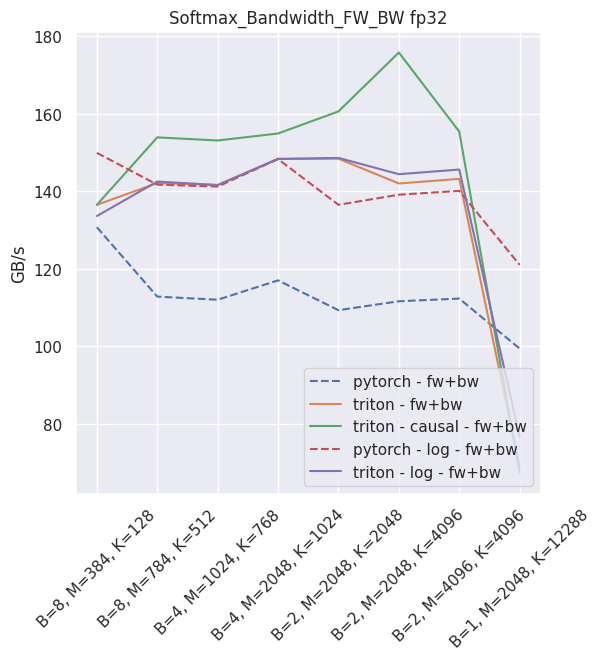 Softmax_Bandwidth_FW_BW fp32
180
160
140
120
100
80
GB/s
pytorch - fw+bw
triton - fw+bw
triton - causal - fw+bw
pytorch - log - fw+bw
triton - log - fw+bw
B=8, M=384, K=128
B=8, M=784, K=512
B=4, M=1024, K=768
B=4, M=2048, K=1024
B=2, M=2048, K=2048
B=2, M=2048, K=4096
B=2, M=4096, K=4096
B=1, M=2048, K=12288